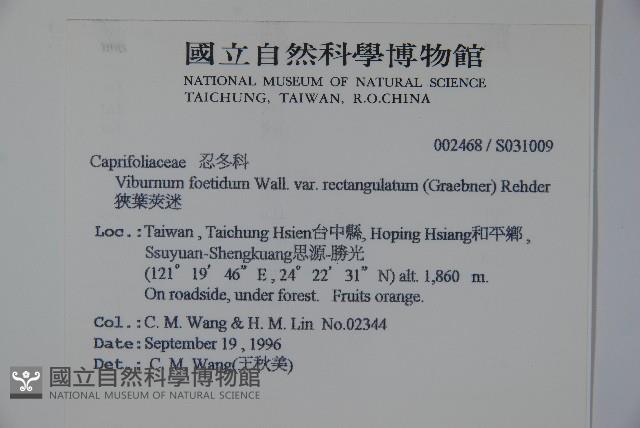 國立自然科學博物館
NATIONAL MUSEUM OF NATURAL SCIENCE
TAICHUNG, TAIWAN, R.O.CHINA
002468 / S031009
Caprifoliaceae 忍冬科
Viburnum foetidum Wall. var. rectangulatum (Graebner) Rehder
狹葉莢迷
Loc.:Taiwan , Taichung Hsien台中縣, Hoping Hsiang和平鄉 ,
Ssuyuan-Shengkuang思源-勝光
(121° 19′ 46″ E , 24° 22′ 31″ N) alt. 1,860 m.
On roadside, under forest. Fruits orange.
Col.: C. M. Wang & H. M. Lin No.02344
Date:September 19 , 1996
Det.: C. M. Wang(王秋美)
國立自然科學博物館
NATIONAL MUSEUM OF NATURAL SCIENCE